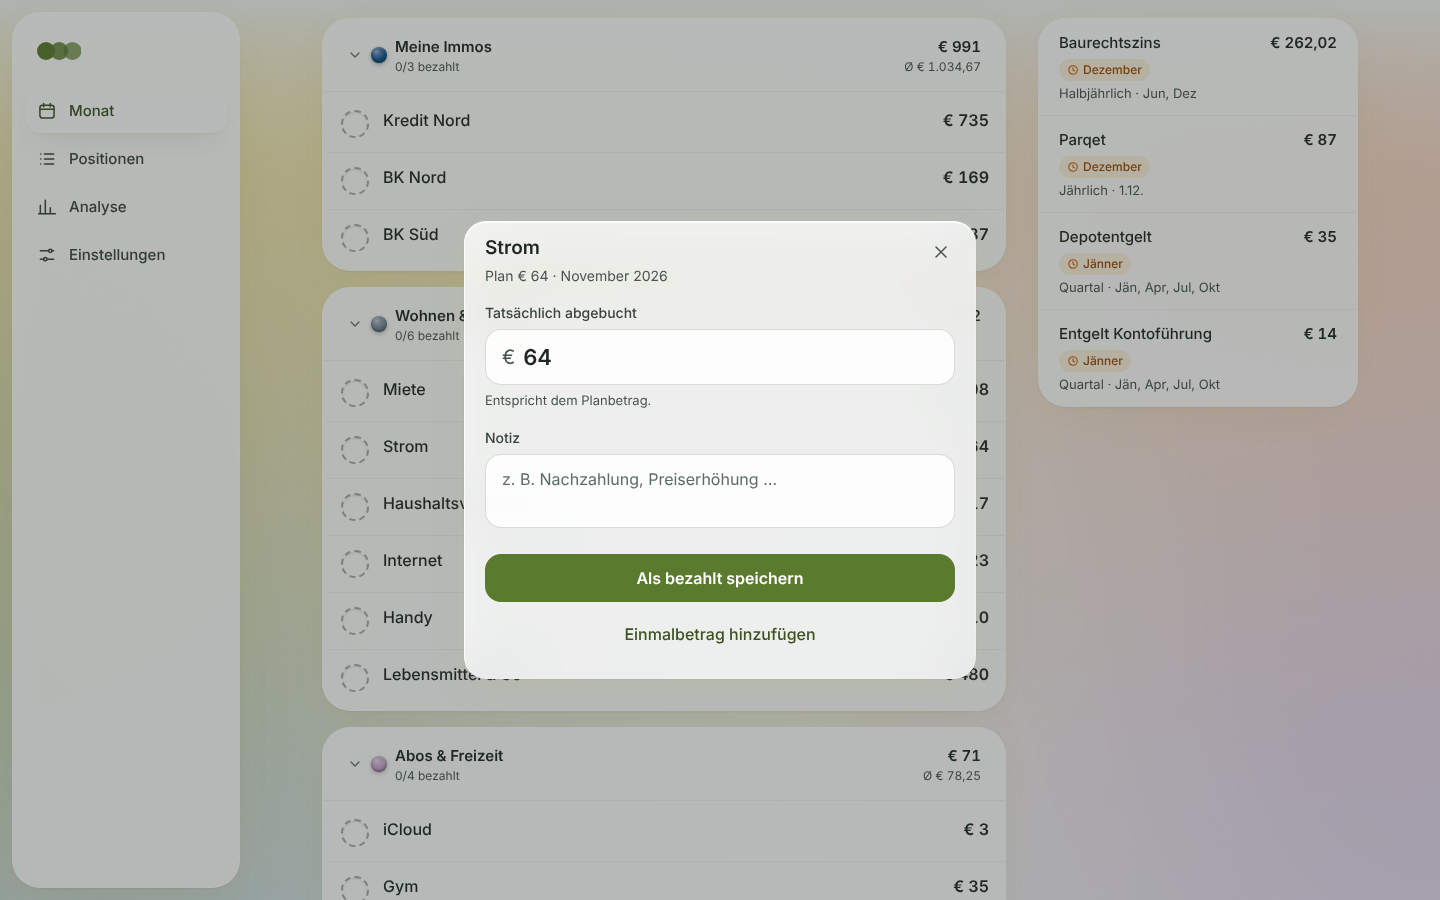 Monat
Positionen
Analyse
Einstellungen
Meine Immos
€ 991
0/3 bezahlt
Ø € 1.034,67
Kredit Nord
€ 735
BK Nord
€ 169
BK Süd
Wohnen
0/6 bezahlt
Miete
Strom
Internet
Handy
Abos & Freizeit
€ 71
0/4 bezahlt
Ø € 78,25
iCloud
€ 3
Gym
€ 35
Strom
Plan € 64 · November 2026
Tatsächlich abgebucht
€ 64
Entspricht dem Planbetrag.
Notiz
z. B. Nachzahlung, Preiserhöhung ...
Als bezahlt speichern
Einmalbetrag hinzufügen
Baurechtszins
€ 262,02
Dezember
Halbjährlich · Jun, Dez
Parqet
€ 87
Dezember
Jährlich · 1.12.
Depotentgelt
€ 35
Jänner
Quartal · Jän, Apr, Jul, Okt
Entgelt Kontoführung
€ 14
Jänner
Quartal · Jän, Apr, Jul, Okt